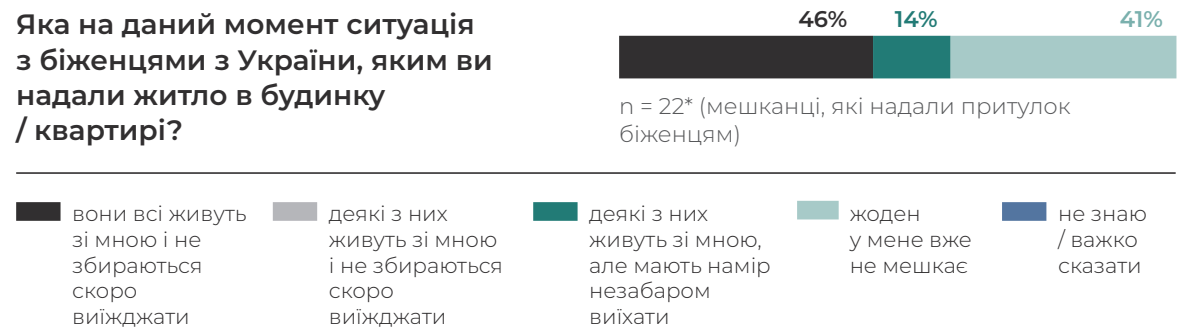 Яка на даний момент ситуація
з біженцями з України, яким ви
надали житло в будинку
/ квартирі?
46% 14% 41%
n = 22* (мешканці, які надали притулок
біженцям)
вони всі живуть
зі мною і не
збираються
скоро
виїжджати
деякі з них
живуть зі мною
і не збираються
скоро
виїжджати
деякі з них
живуть зі мною,
але мають намір
незабаром
виїхати
жоден
у мене вже
не мешкає
не знаю
/ важко
сказати